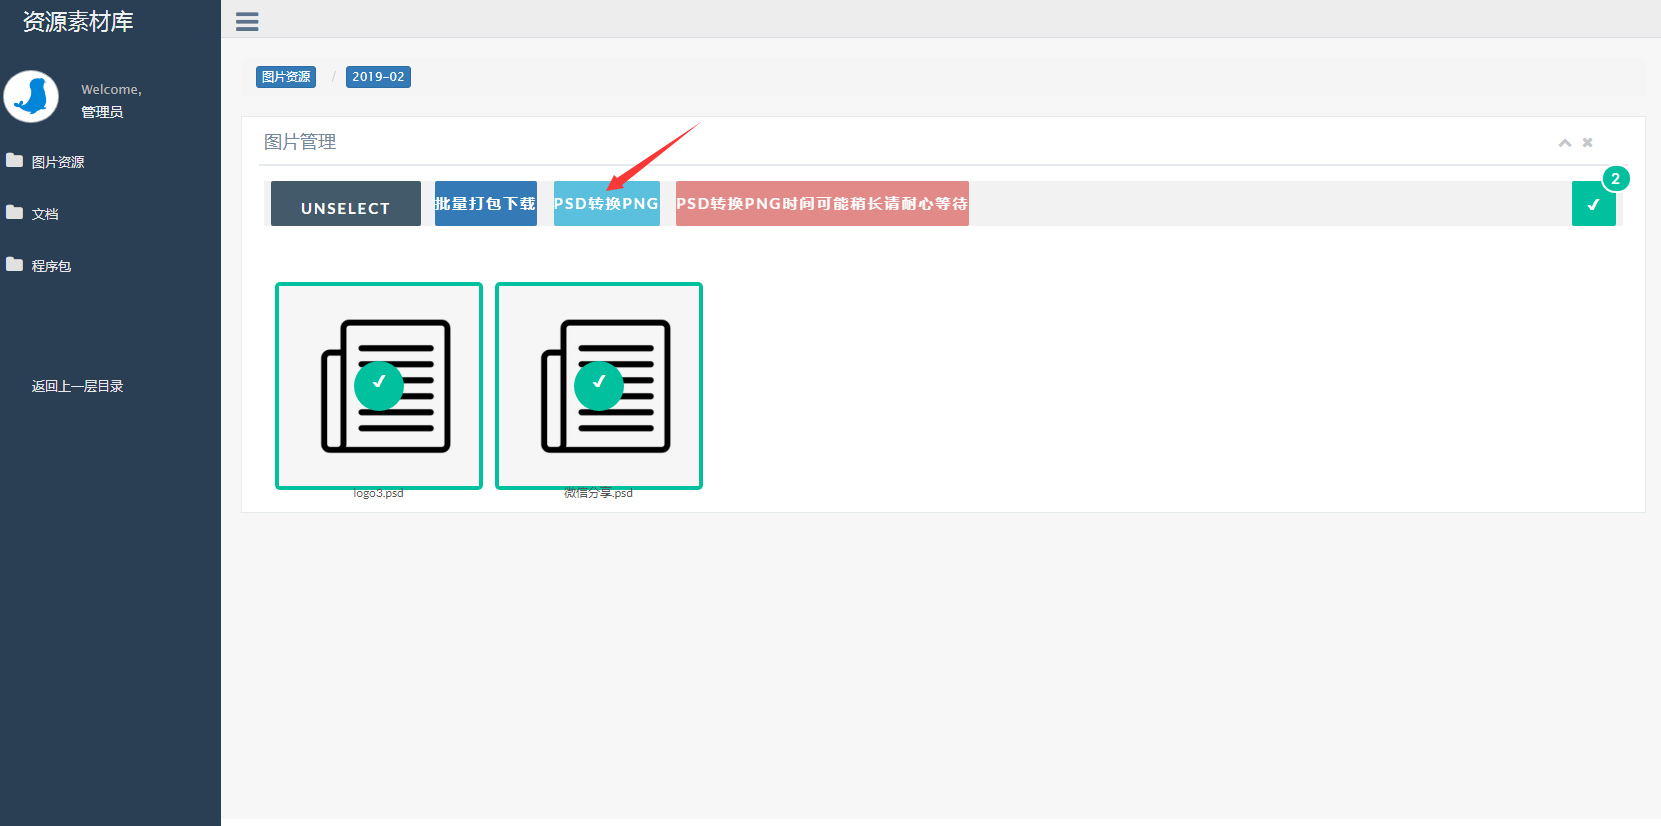 资源素材库
Welcome,
管理员
图片资源
文档
程序包
返回上一层目录
图片资源 / 2019-02
图片管理
UNSELECT
批量打包下载
PSD转换PNG
PSD转换PNG时间可能稍长请耐心等待
2
logo3.psd
微信分享.psd